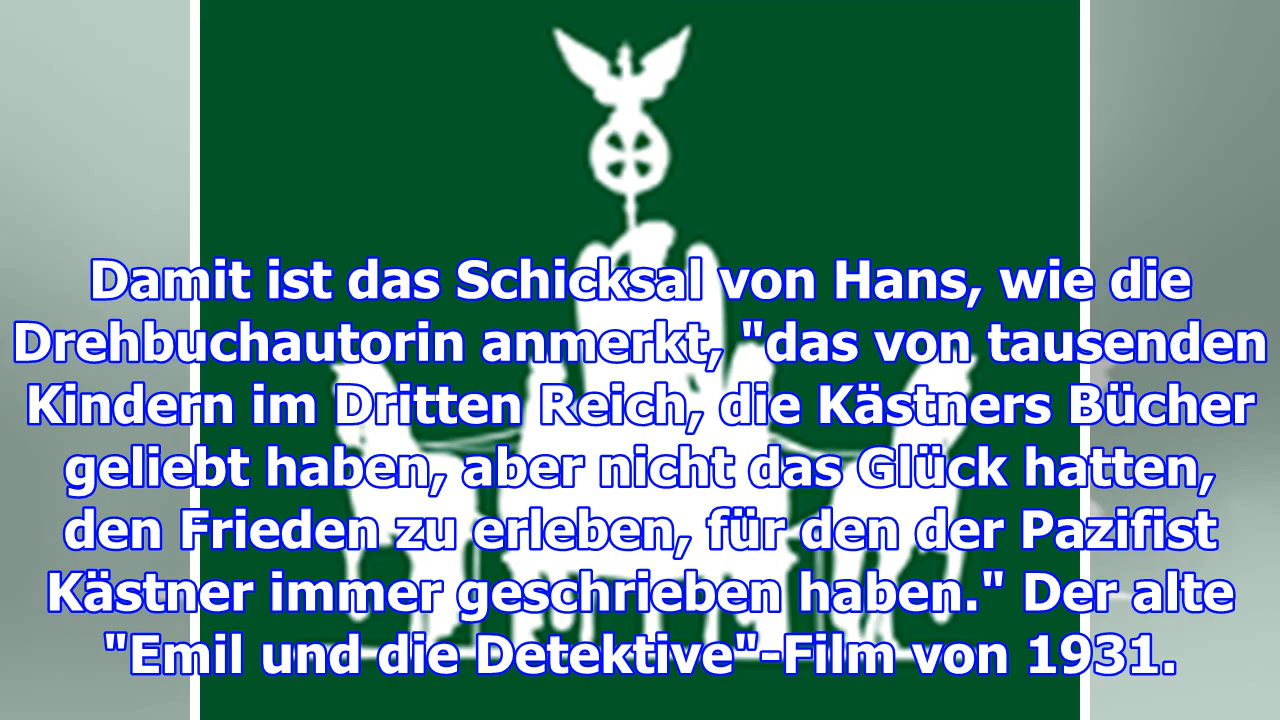 Damit ist das Schicksal von Hans, wie die
Drehbuchautorin anmerkt, "das von tausenden
Kindern im Dritten Reich, die Kästners Bücher
geliebt haben, aber nicht das Glück hatten,
den Frieden zu erleben, für den der Pazifist
Kästner immer geschrieben haben." Der alte
"Emil und die Detektive"-Film von 1931.